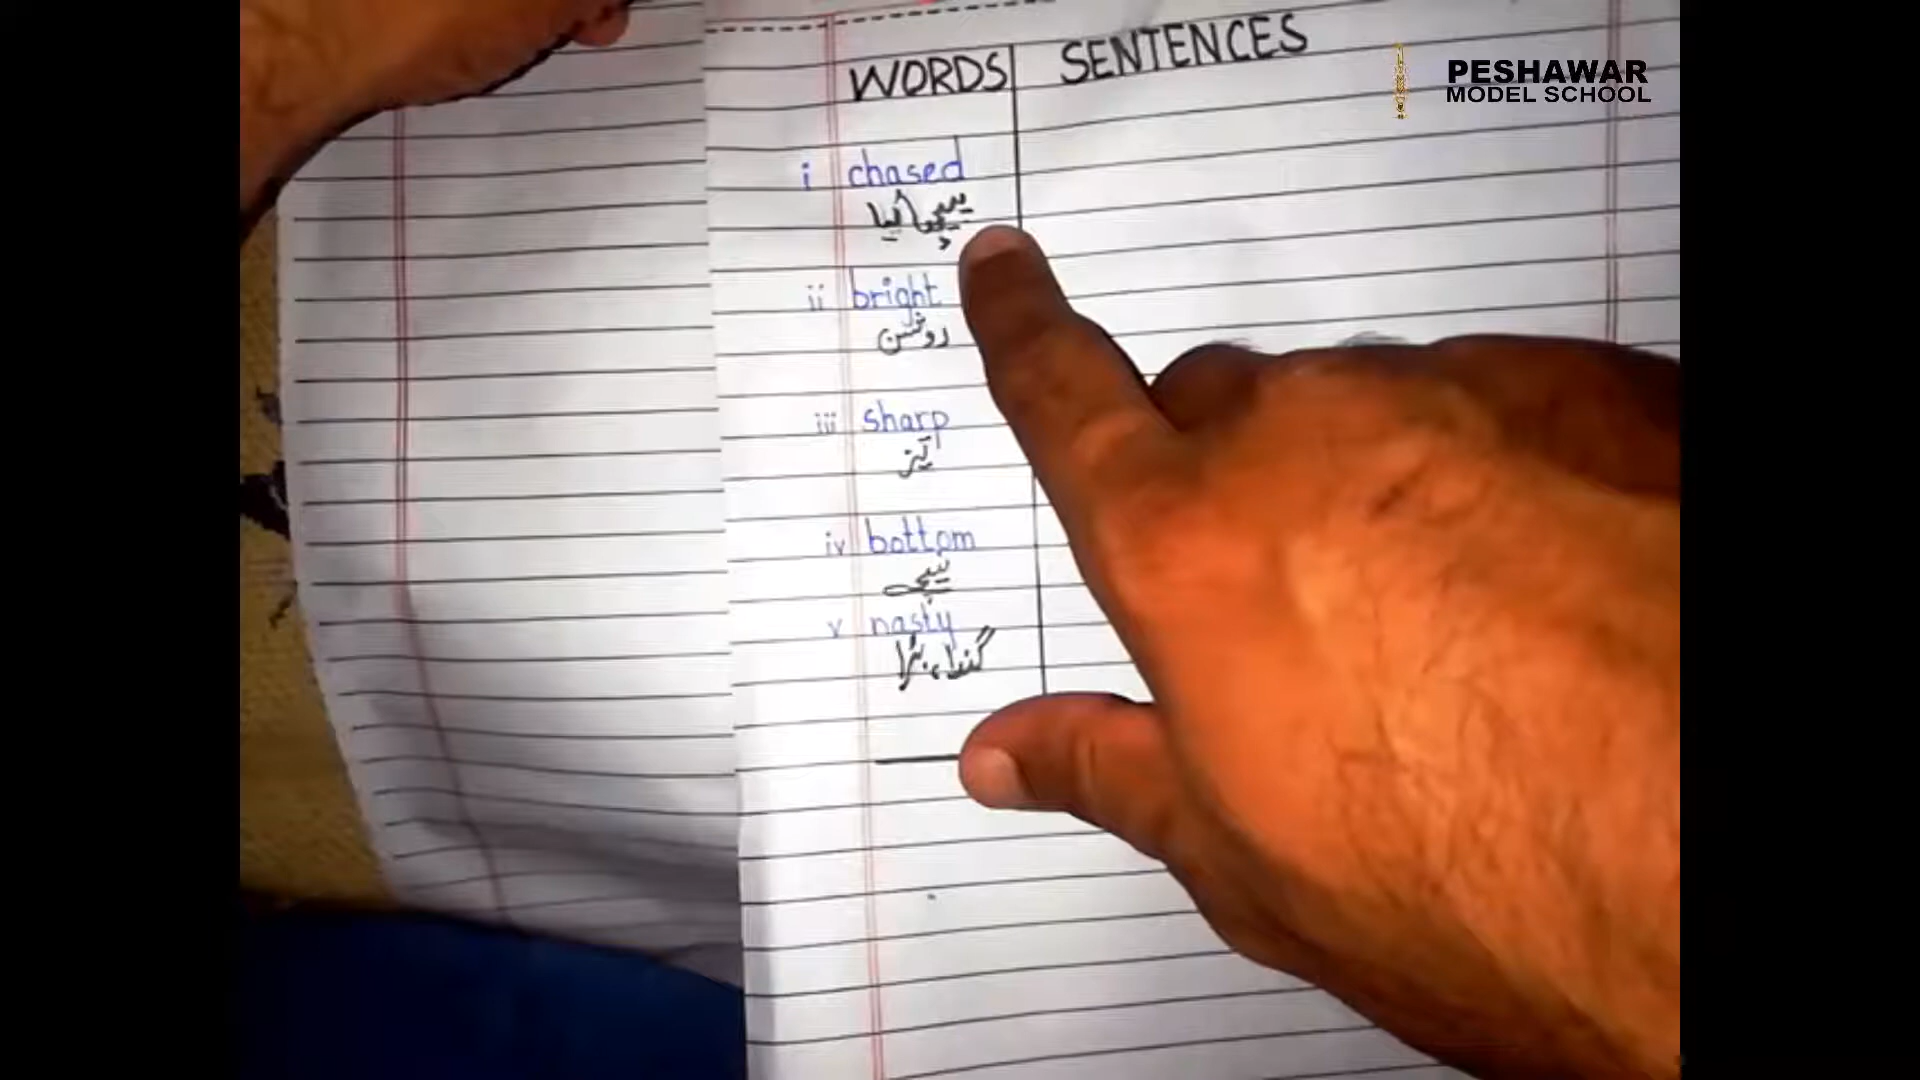 WORDS SENTENCES
PESHAWAR
MODEL SCHOOL
i chased
پیچھا کیا
ii bright
روشن
iii sharp
تیز
iv bottom
نیچے
v nasty
گندا، بُرا